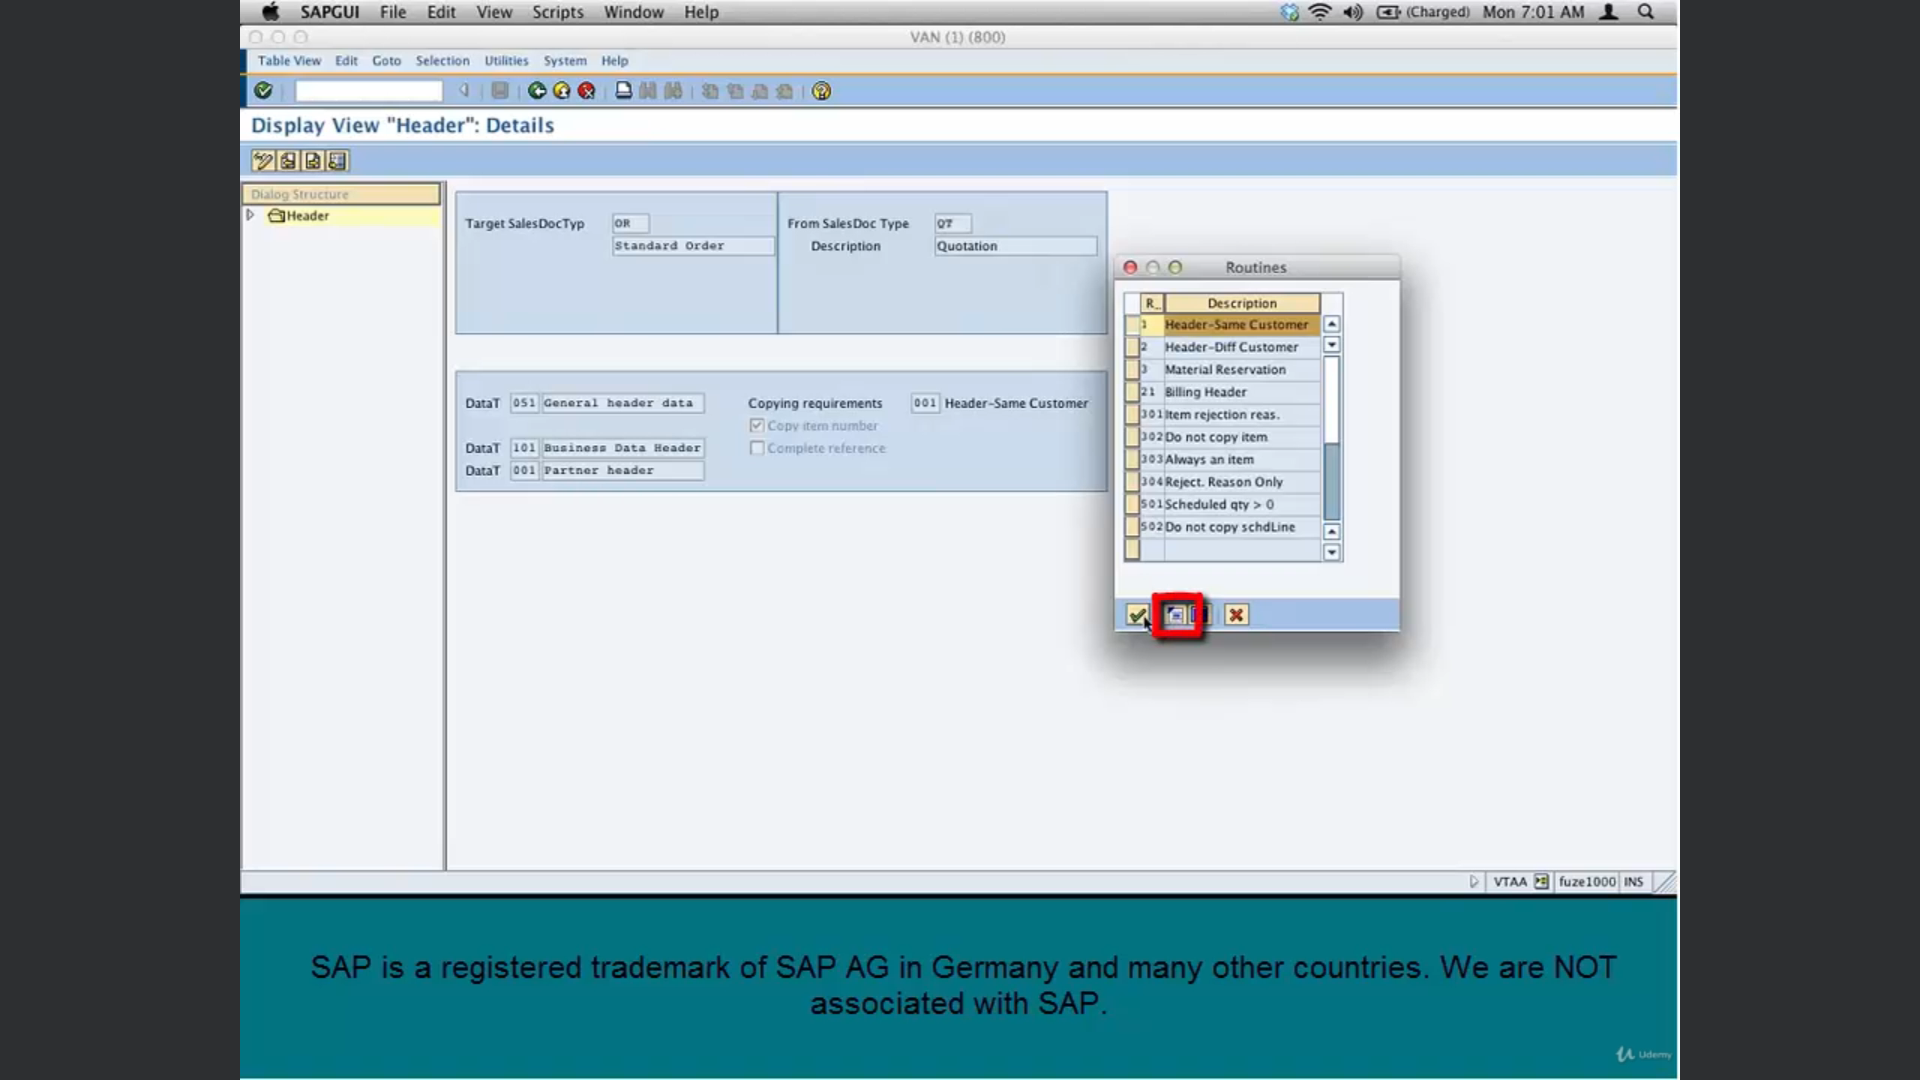 SAPGUI File Edit View Scripts Window Help (Charged) Mon 7:01 AM
VAN (1) (800)
Table View Edit Goto Selection Utilities System Help
Display View "Header": Details
Dialog Structure
Header
Target SalesDocTyp OR
Standard Order
From SalesDoc Type QT
Description Quotation
DataT 051 General header data
Copying requirements 001 Header-Same Customer
Copy item number
DataT 101 Business Data Header
Complete reference
DataT 001 Partner header
Routines
R_ Description
1 Header-Same Customer
2 Header-Diff Customer
3 Material Reservation
21 Billing Header
301 Item rejection reas.
302 Do not copy item
303 Always an item
304 Reject. Reason Only
501 Scheduled qty > 0
502 Do not copy schdLine
VTAA fuze1000 INS
SAP is a registered trademark of SAP AG in Germany and many other countries. We are NOT
associated with SAP.
Udemy